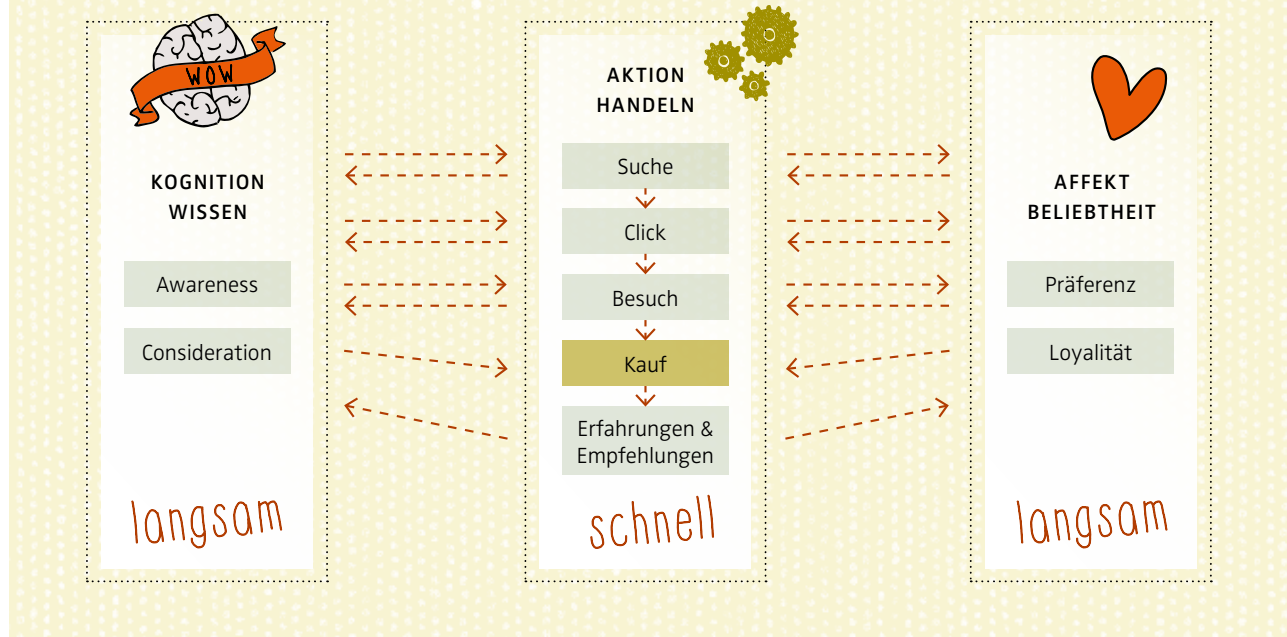 WOW
KOGNITION
WISSEN
Awareness
Consideration
langsam
AKTION
HANDELN
Suche
Click
Besuch
Kauf
Erfahrungen &
Empfehlungen
schnell
AFFEKT
BELIEBTHEIT
Präferenz
Loyalität
langsam